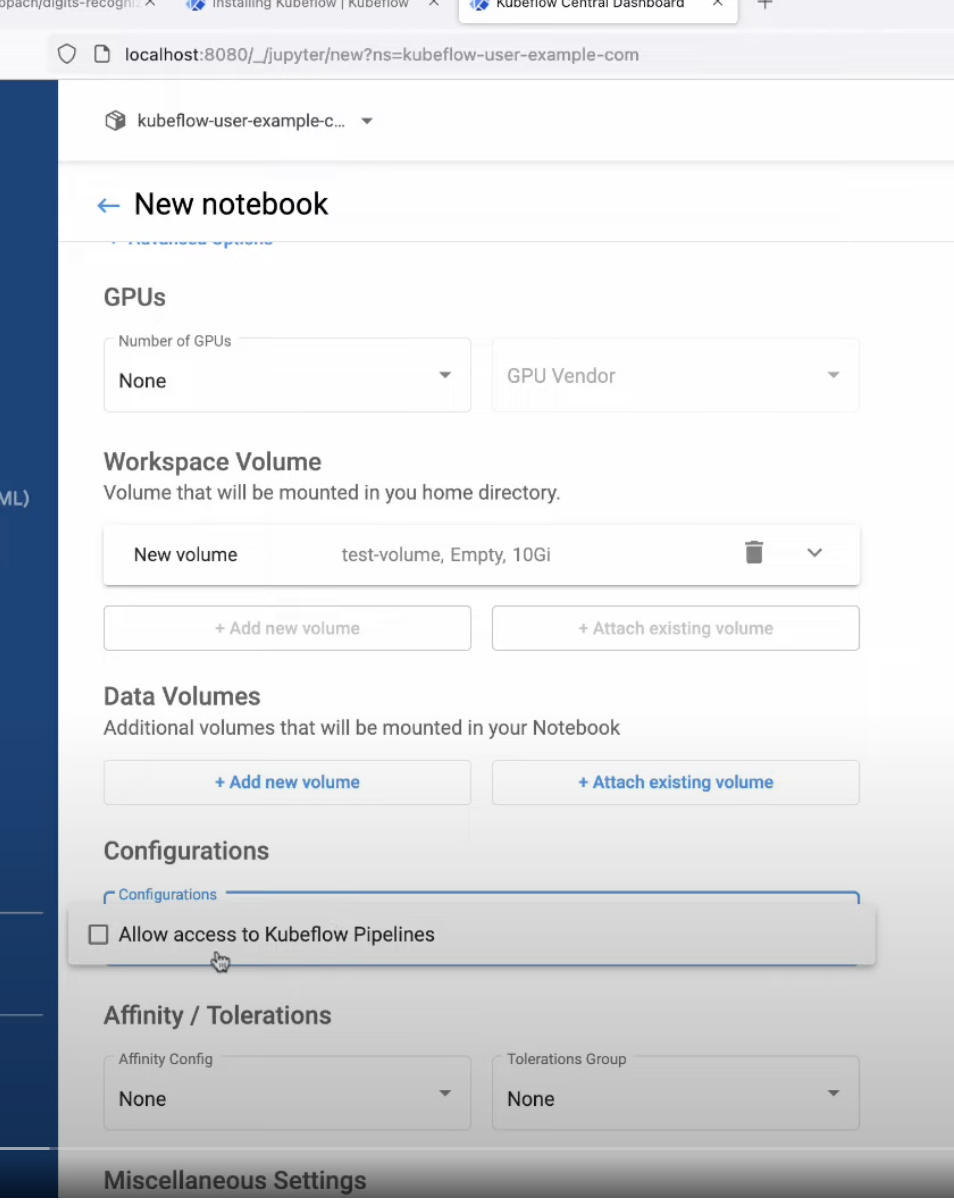 Installing Kubeflow | Kubeflow
Kubeflow Central Dashboard
localhost:8080/_/jupyter/new?ns=kubeflow-user-example-com
kubeflow-user-example-c...
New notebook
Advanced Options
GPUs
Number of GPUs
None
GPU Vendor
Workspace Volume
Volume that will be mounted in you home directory.
New volume test-volume, Empty, 10Gi
+ Add new volume + Attach existing volume
Data Volumes
Additional volumes that will be mounted in your Notebook
+ Add new volume + Attach existing volume
ML)
Configurations
Configurations
Allow access to Kubeflow Pipelines
Affinity / Tolerations
Affinity Config
None
Tolerations Group
None
Miscellaneous Settings